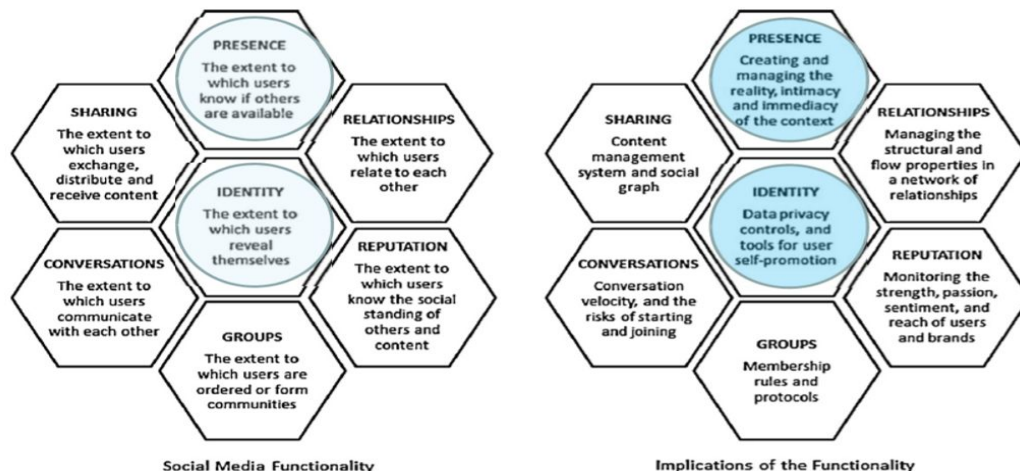 PRESENCE
The extent to
which users
know if others
are available
SHARING
The extent to
which users
exchange,
distribute and
receive content
RELATIONSHIPS
The extent to
which users
relate to each
other
IDENTITY
The extent to
which users
reveal
themselves
CONVERSATIONS
The extent to
which users
communicate
with each other
REPUTATION
The extent to
which users
know the social
standing of
others and
content
GROUPS
The extent to
which users are
ordered or form
communities
Social Media Functionality
PRESENCE
Creating and
managing the
reality, intimacy
and immediacy
of the context
SHARING
Content
management
system and social
graph
RELATIONSHIPS
Managing the
structural and
flow properties in
a network of
relationships
IDENTITY
Data privacy
controls, and
tools for user
self-promotion
CONVERSATIONS
Conversation
velocity, and the
risks of starting
and joining
REPUTATION
Monitoring the
strength, passion,
sentiment, and
reach of users
and brands
GROUPS
Membership
rules and
protocols
Implications of the Functionality